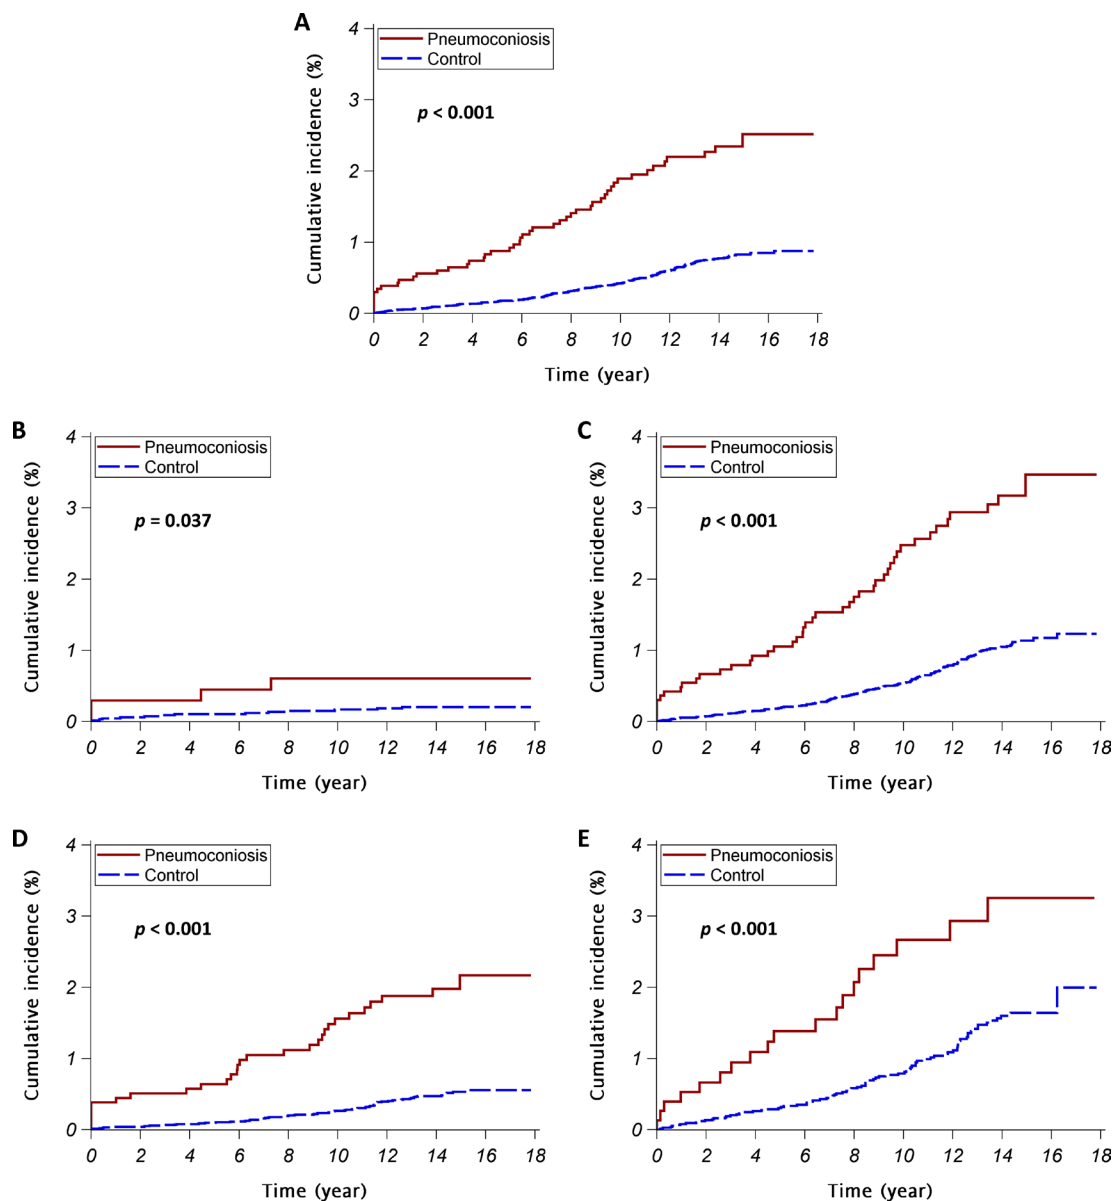 A
Cumulative incidence (%)
4
3
2
1
0
Pneumoconiosis
Control
p < 0.001
0 2 4 6 8 10 12 14 16 18
Time (year)
B
Cumulative incidence (%)
4
3
2
1
0
Pneumoconiosis
Control
p = 0.037
0 2 4 6 8 10 12 14 16 18
Time (year)
C
Cumulative incidence (%)
4
3
2
1
0
Pneumoconiosis
Control
p < 0.001
0 2 4 6 8 10 12 14 16 18
Time (year)
D
Cumulative incidence (%)
4
3
2
1
0
Pneumoconiosis
Control
p < 0.001
0 2 4 6 8 10 12 14 16 18
Time (year)
E
Cumulative incidence (%)
4
3
2
1
0
Pneumoconiosis
Control
p < 0.001
0 2 4 6 8 10 12 14 16 18
Time (year)